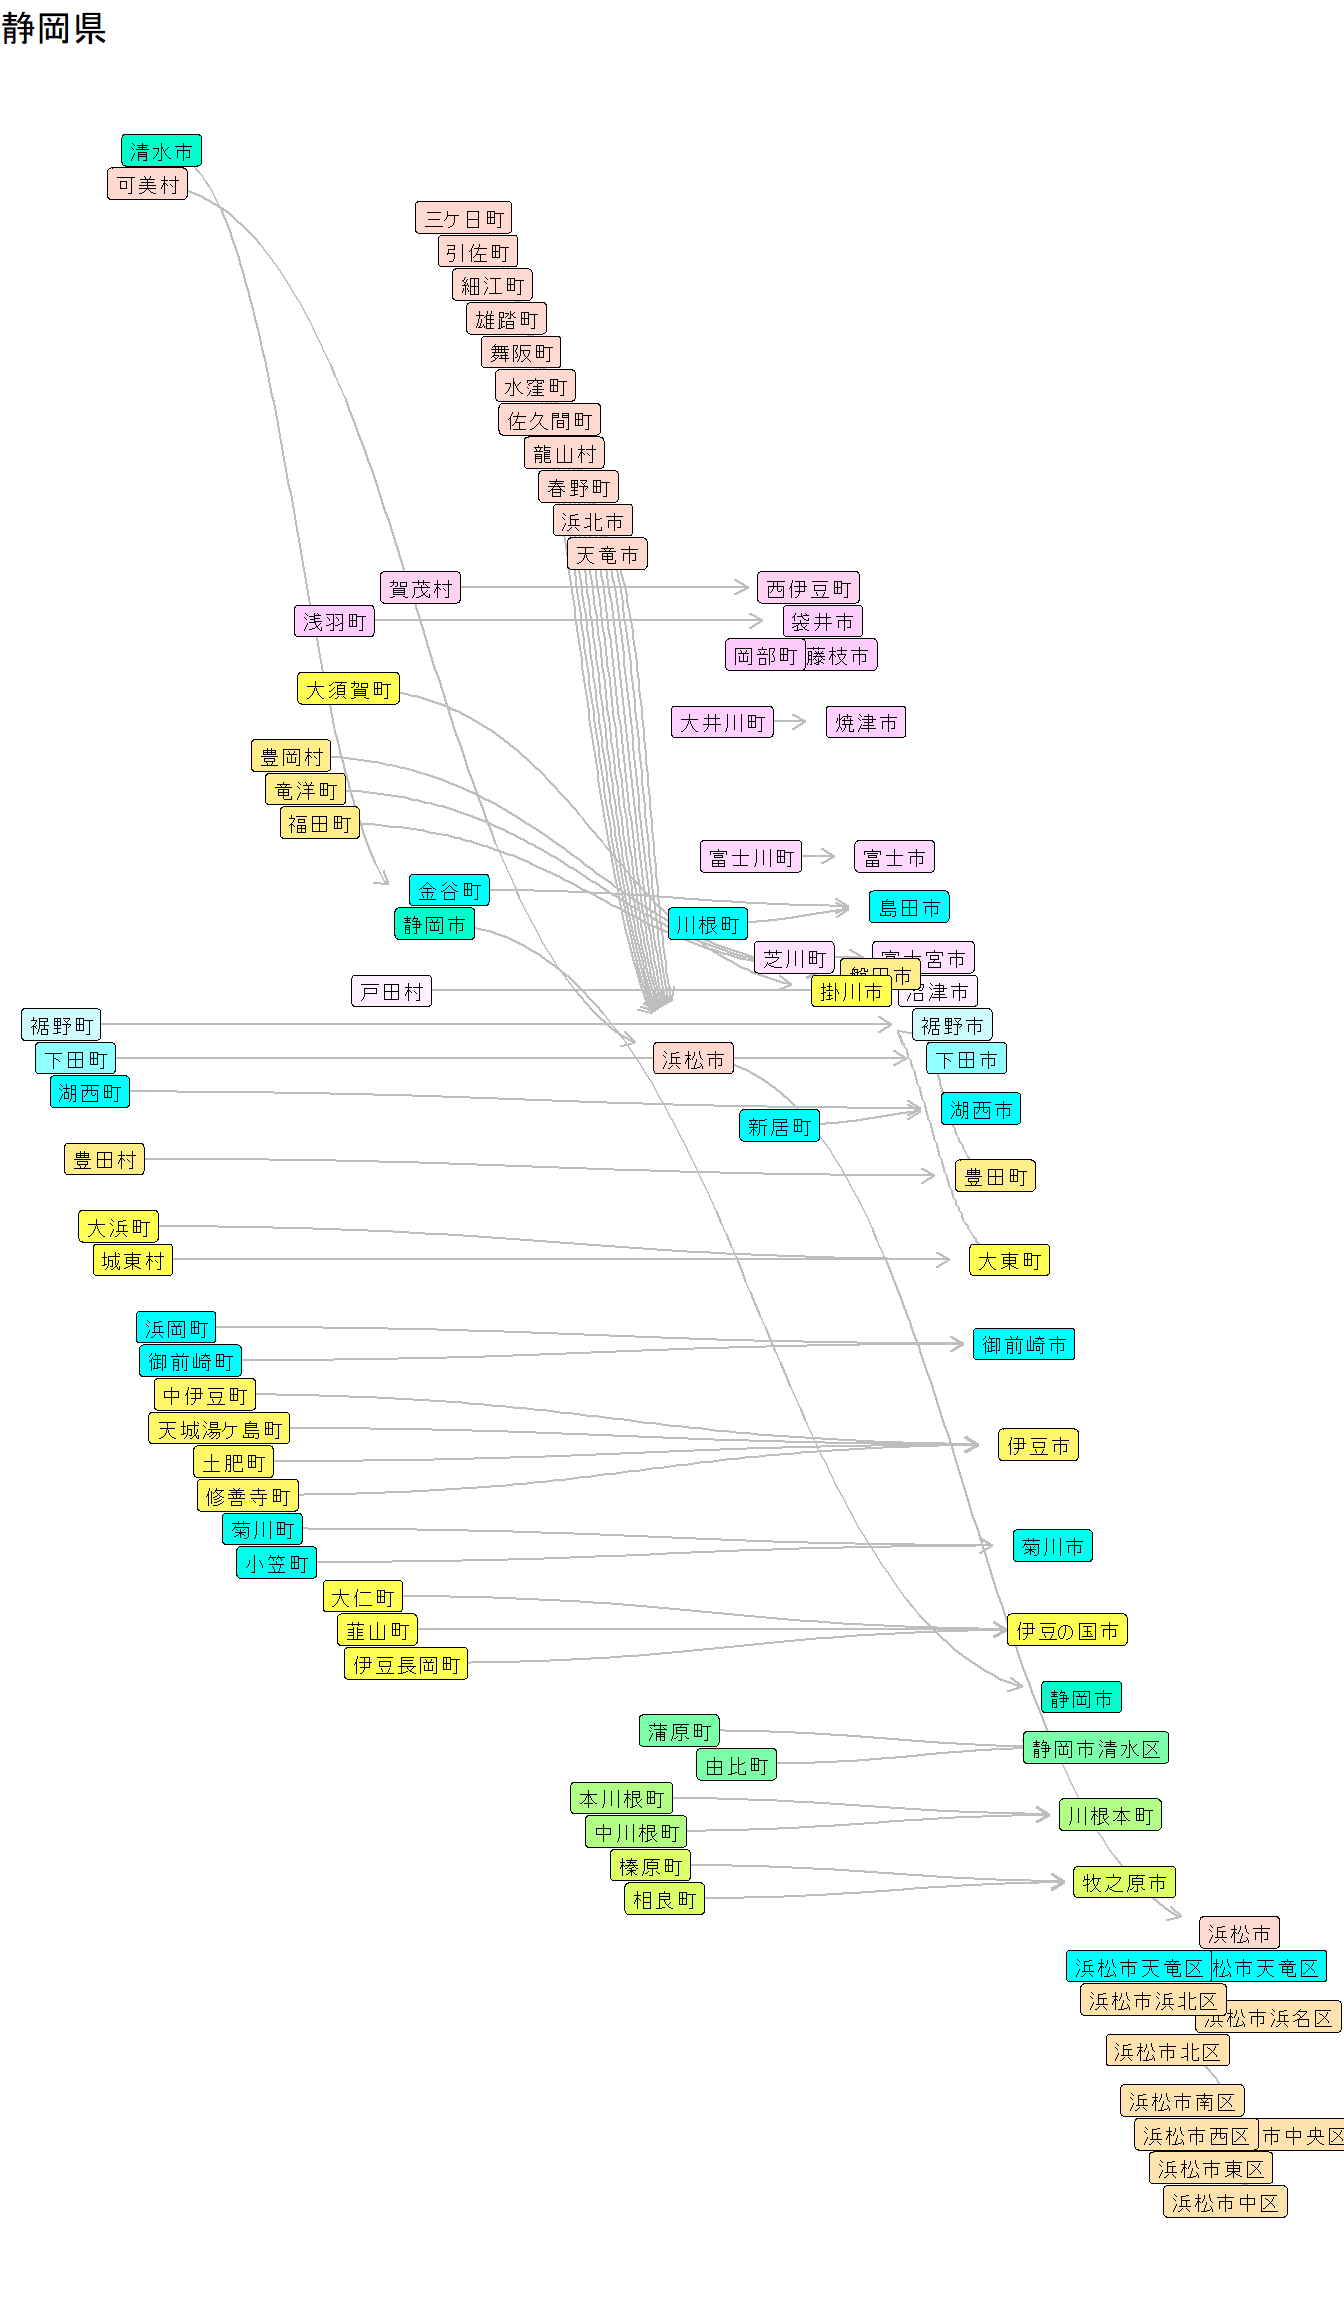 静岡県
清水市
可美村
三ケ日町
引佐町
細江町
雄踏町
舞阪町
水窪町
佐久間町
龍山村
春野町
浜北市
天竜市
賀茂村
西伊豆町
浅羽町
袋井市
岡部町
藤枝市
大須賀町
大井川町
焼津市
豊岡村
竜洋町
福田町
富士川町
富士市
金谷町
島田市
静岡市
川根町
芝川町
富士宮市
磐田市
戸田村
掛川市
沼津市
裾野町
裾野市
下田町
浜松市
下田市
湖西町
湖西市
新居町
豊田村
豊田町
大浜町
城東村
大東町
浜岡町
御前崎市
御前崎町
中伊豆町
天城湯ケ島町
伊豆市
土肥町
修善寺町
菊川町
菊川市
小笠町
大仁町
韮山町
伊豆の国市
伊豆長岡町
静岡市
蒲原町
静岡市清水区
由比町
本川根町
川根本町
中川根町
榛原町
牧之原市
相良町
浜松市
浜松市天竜区
松市天竜区
浜松市浜北区
浜松市浜名区
浜松市北区
浜松市南区
浜松市西区
市中央区
浜松市東区
浜松市中区